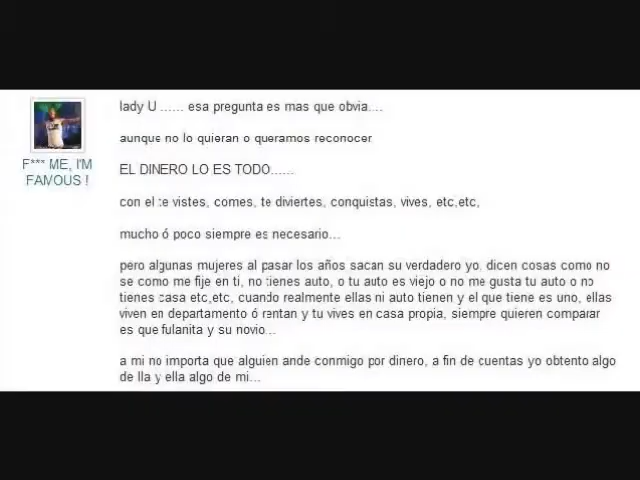 lady U ...... esa pregunta es mas que obvia....
aunque no lo quieran o queramos reconocer
F*** ME, I'M
FAMOUS !
EL DINERO LO ES TODO......
con el te vistes, comes, te diviertes, conquistas, vives, etc,etc,
mucho ó poco siempre es necesario...
pero algunas mujeres al pasar los años sacan su verdadero yo, dicen cosas como no
se como me fije en tí, no tienes auto, o tu auto es viejo o no me gusta tu auto o no
tienes casa etc,etc, cuando realmente ellas ni auto tienen y el que tiene es uno, ellas
viven en departamento ó rentan y tu vives en casa propia, siempre quieren comparar
es que fulanita y su novio...
a mi no importa que alguien ande conmigo por dinero, a fin de cuentas yo obtento algo
de lla y ella algo de mi...